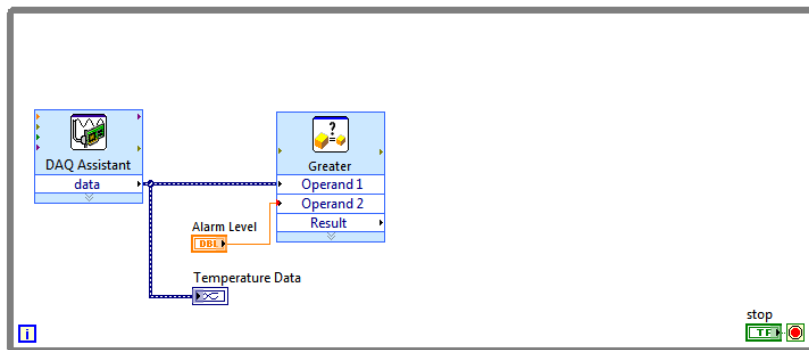 DAQ Assistant
data
?
Greater
Operand 1
Operand 2
Result
Alarm Level
DBL
Temperature Data
i
stop
TF